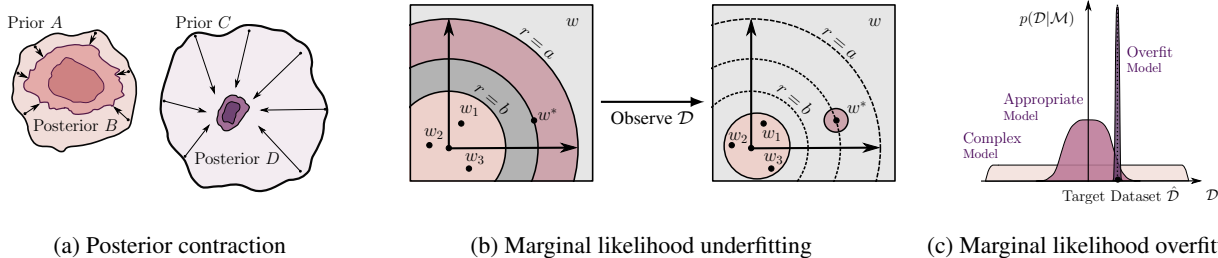 Prior A
Posterior B
Prior C
Posterior D
(a) Posterior contraction
w
r = a
r = b
w*
w₁
w₂
w₃
Observe 𝒟
w
r = a
r = b
w*
w₁
w₂
w₃
(b) Marginal likelihood underfitting
p(𝒟|ℳ)
Overfit
Model
Appropriate
Model
Complex
Model
Target Dataset 𝒟̂
𝒟
(c) Marginal likelihood overfit